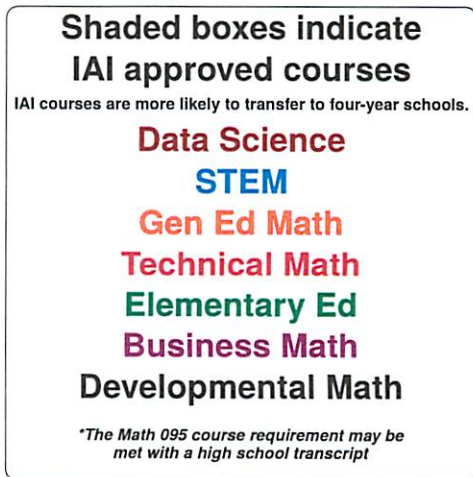 Shaded boxes indicate
IAI approved courses
IAI courses are more likely to transfer to four-year schools.
Data Science
STEM
Gen Ed Math
Technical Math
Elementary Ed
Business Math
Developmental Math
*The Math 095 course requirement may be
met with a high school transcript